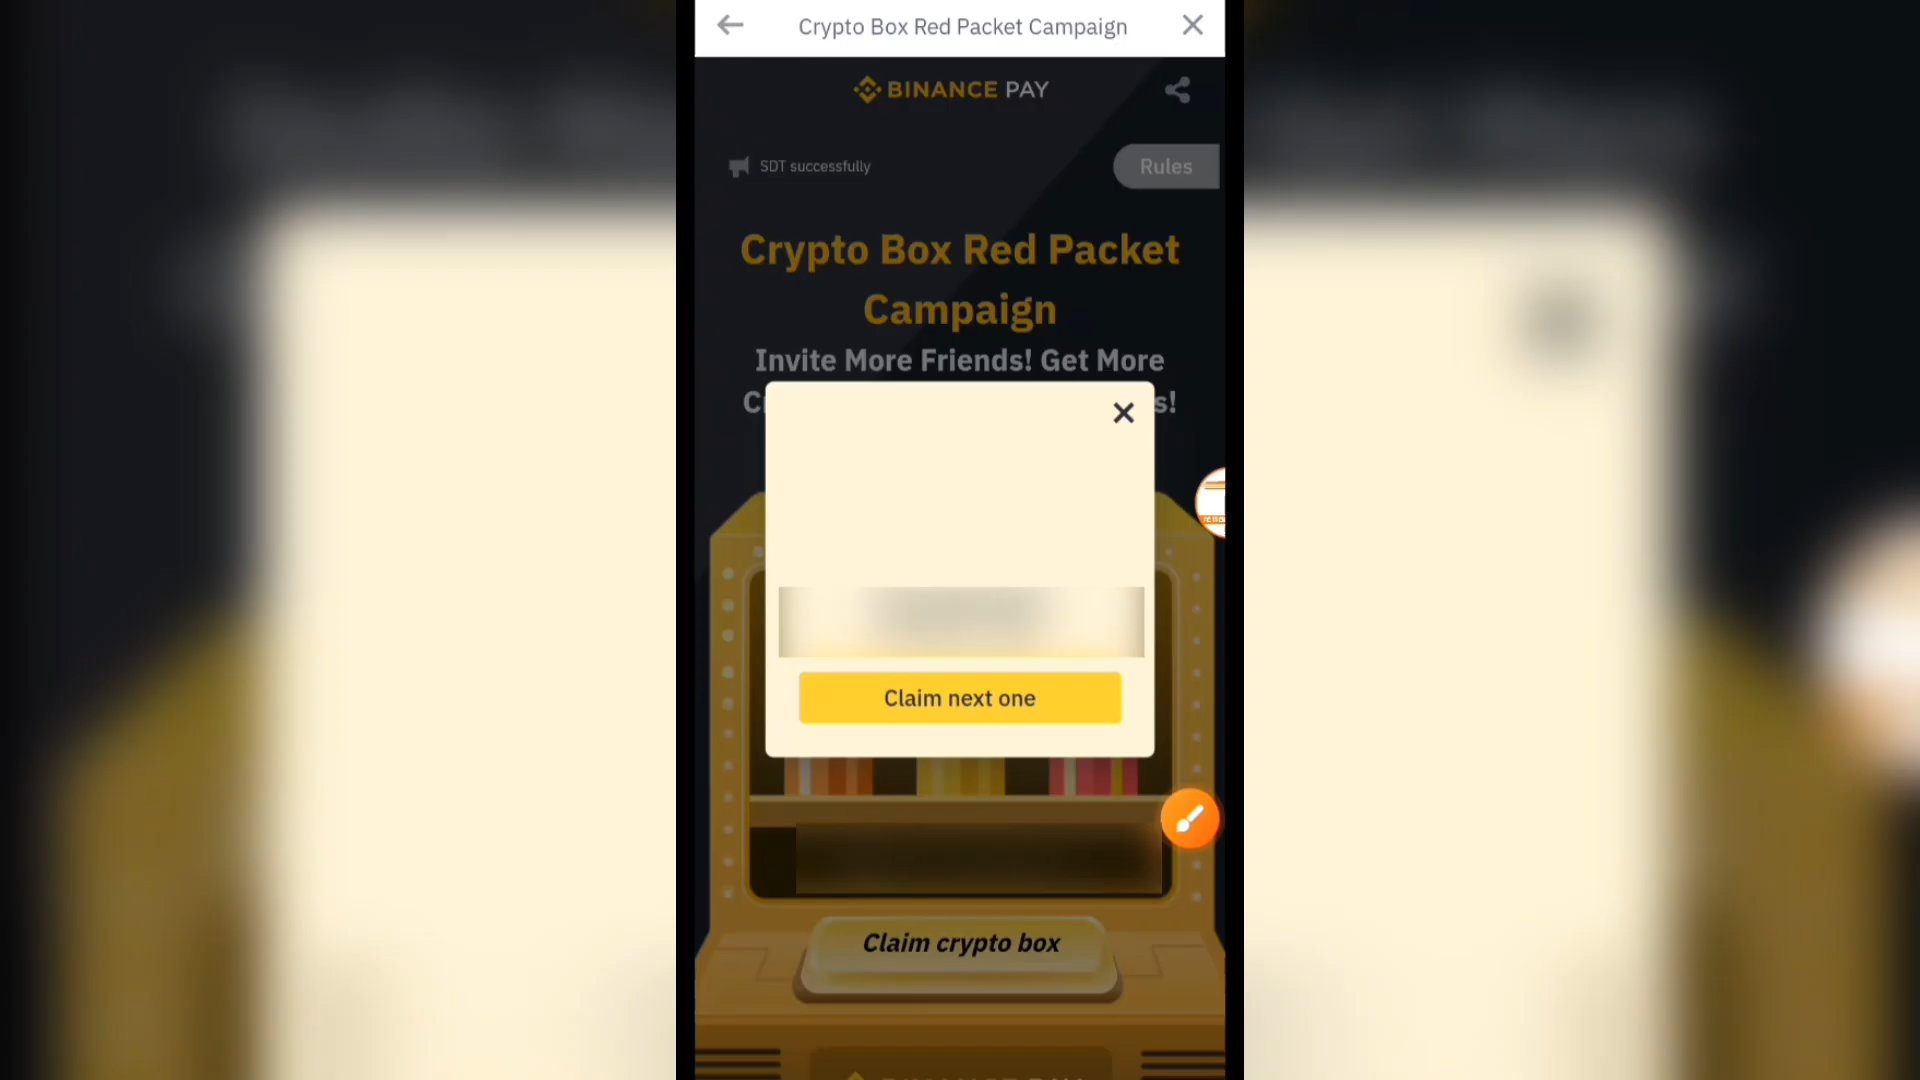 Crypto Box Red Packet Campaign
BINANCE PAY
SDT successfully
Rules
Crypto Box Red Packet
Campaign
Invite More Friends! Get More
s!
Claim next one
Claim crypto box